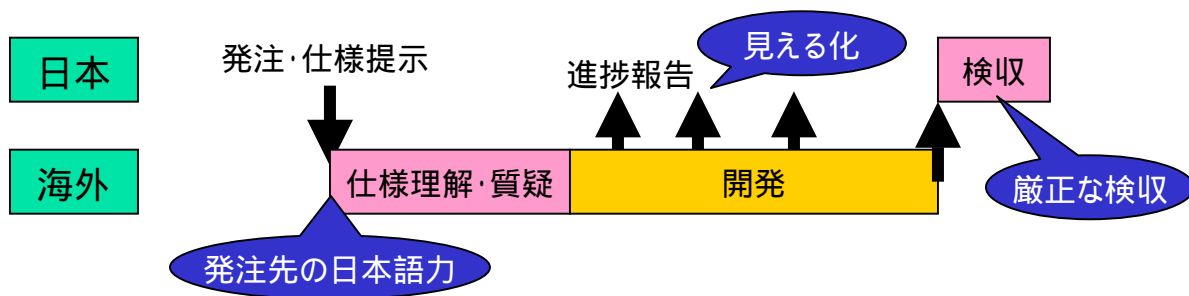 日本
発注･仕様提示
進捗報告
見える化
検収
海外
仕様理解･質疑
開発
厳正な検収
発注先の日本語力